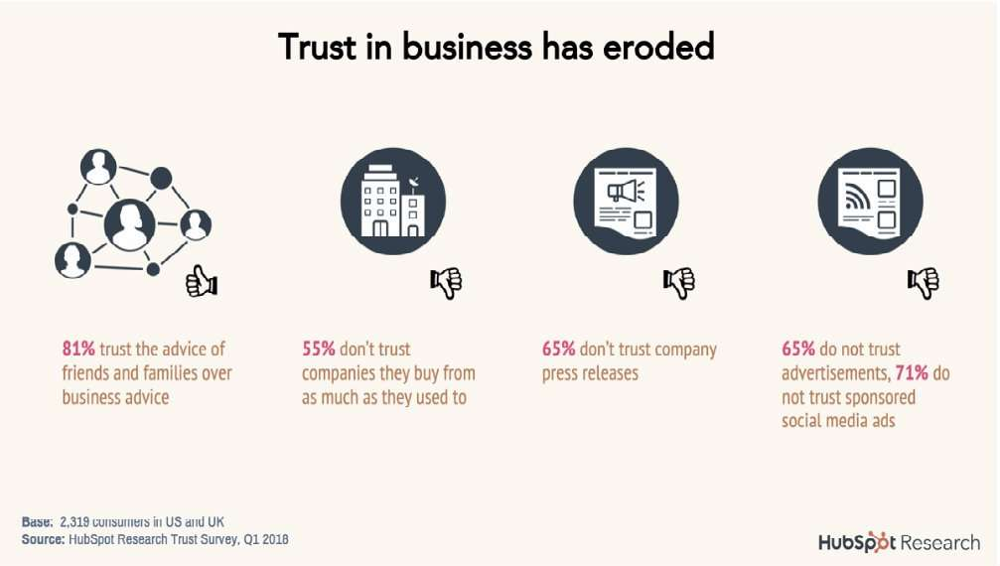 Trust in business has eroded
81% trust the advice of
friends and families over
business advice
55% don't trust
companies they buy from
as much as they used to
65% don't trust company
press releases
65% do not trust
advertisements, 71% do
not trust sponsored
social media ads
Base: 2,319 consumers in US and UK
Source: HubSpot Research Trust Survey, Q1 2018
HubSpot Research